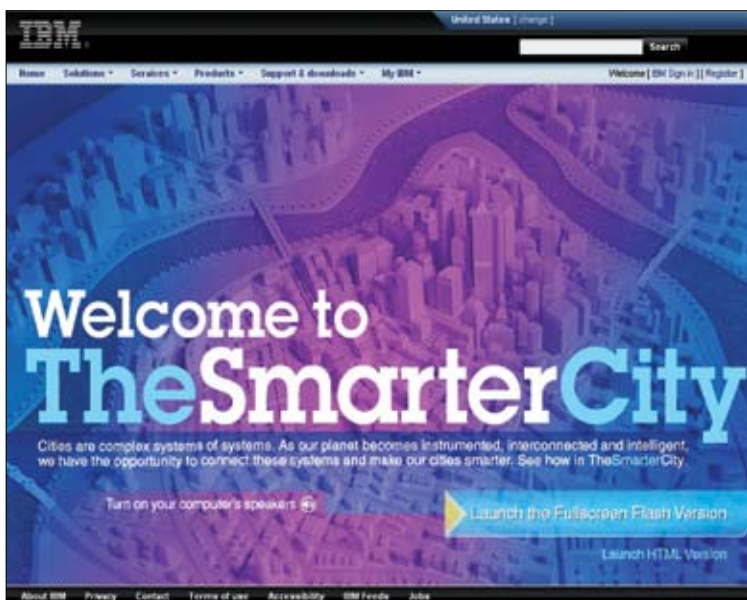 United States [ change ]
IBM®
Search
Home Solutions Services Products Support & downloads My IBM Welcome [ IBM Sign in ] [ Register ]
Welcome to
TheSmarterCity
Cities are complex systems of systems. As our planet becomes instrumented, interconnected and intelligent,
we have the opportunity to connect these systems and make our cities smarter. See how in TheSmarterCity.
Turn on your computer's speakers
Launch the Fullscreen Flash Version
Launch HTML Version
About IBM Privacy Contact Terms of use Accessibility IBM Feeds Jobs